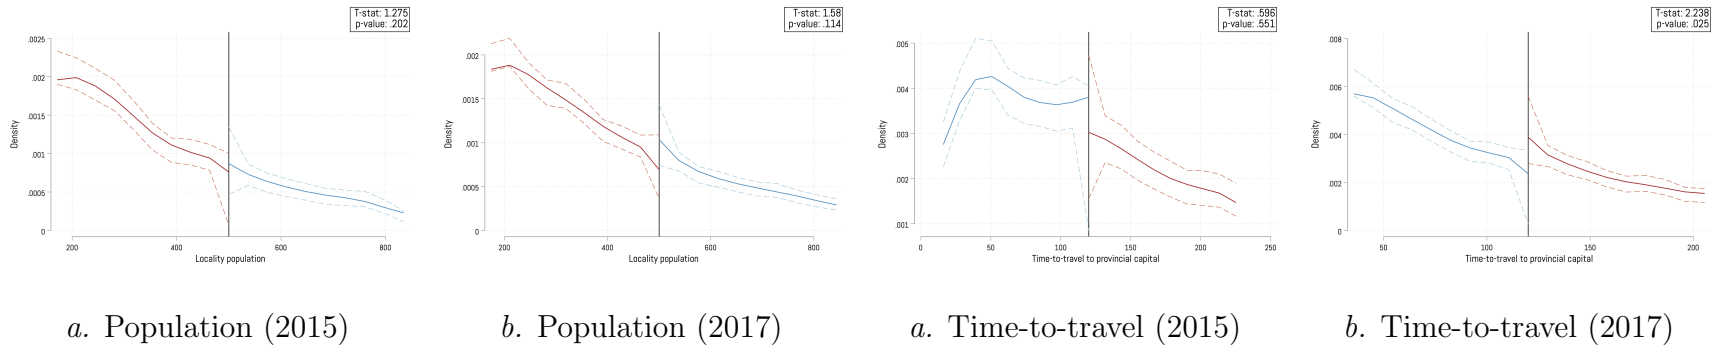 T-stat: 1.275
p-value: .202
.0025
.002
.0015
.001
.0005
0
Density
200 400 600 800
Locality population
a. Population (2015)
T-stat: 1.58
p-value: .114
.002
.0015
.001
.0005
0
Density
200 400 600 800
Locality population
b. Population (2017)
T-stat: .596
p-value: .551
.005
.004
.003
.002
.001
Density
0 50 100 150 200 250
Time-to-travel to provincial capital
a. Time-to-travel (2015)
T-stat: 2.238
p-value: .025
.008
.006
.004
.002
0
Density
50 100 150 200
Time-to-travel to provincial capital
b. Time-to-travel (2017)